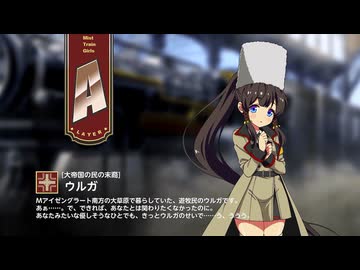 Mist
Train
Girls
A
LAYER
[大帝国の民の末裔]
ウルガ
Mアイゼングラート南方の大草原で暮らしていた、遊牧民のウルガです。
あぁ……。で、できれば、あなたとは関わりたくなかったのに。
あなたみたいな優しそうなひとでも、きっとウルガのせいで……う、ううう。